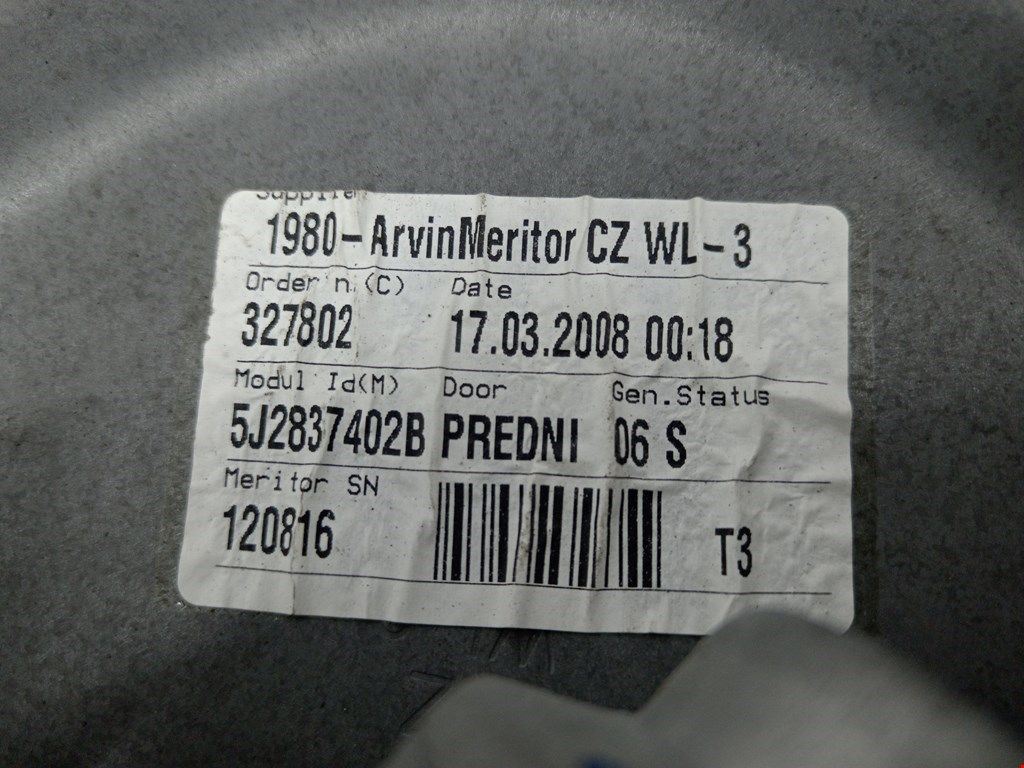 Supplier
1980-ArvinMeritor CZ WL-3
Order n.(C) Date
327802 17.03.2008 00:18
Modul Id(M) Door Gen.Status
5J2837402B PREDNI 06 S
Meritor SN
120816 T3